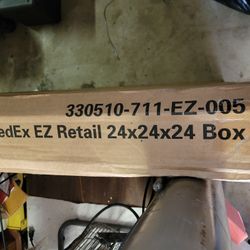 330510-711-EZ-005
edEx EZ Retail 24x24x24 Box